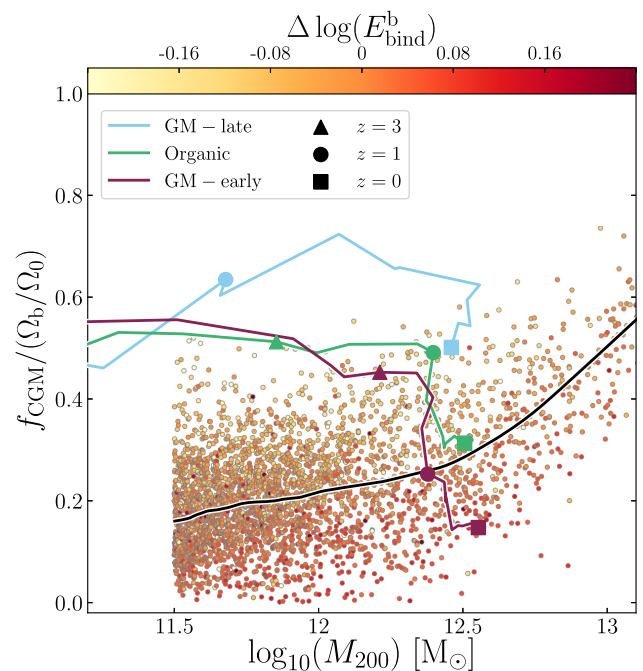 Δ log(E^b_bind)
-0.16 -0.08 0 0.08 0.16
1.0
GM – late z = 3
Organic z = 1
GM – early z = 0
0.8
0.6
0.4
0.2
0.0
f_CGM/(Ω_b/Ω_0)
11.5 12 12.5 13
log_10(M_200) [M_⊙]